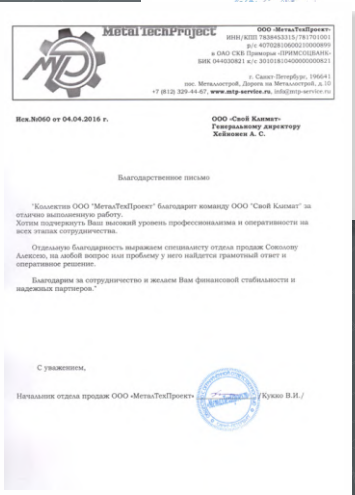 MetalTechProject
ООО «МеталТехПроект»
ИНН/КПП 7838453315/781701001
р/с 40702810600210000899
в ОАО СКБ Приморья «ПРИМСОЦБАНК»
БИК 044030821 к/с 30101810400000000821
г. Санкт-Петербург, 196641
пос. Металлострой, Дорога на Металлострой, д.10
+7 (812) 329-44-67, www.mtp-service.ru, info@mtp-service.ru
Исх.№060 от 04.04.2016 г.
ООО «Свой Климат»
Генеральному директору
Хейконен А. С.
Благодарственное письмо
"Коллектив ООО "МеталТехПроект" благодарит команду ООО "Свой Климат" за
отлично выполненную работу.
Хотим подчеркнуть Ваш высокий уровень профессионализма и оперативности на
всех этапах сотрудничества.
Отдельную благодарность выражаем специалисту отдела продаж Соколову
Алексею, на любой вопрос или проблему у него найдется грамотный ответ и
оперативное решение.
Благодарим за сотрудничество и желаем Вам финансовой стабильности и
надежных партнеров."
С уважением,
Начальник отдела продаж ООО «МеталТехПроект»
/Кукко В.И./